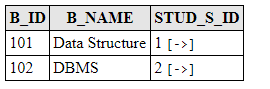 B_ID B_NAME STUD_S_ID
101 Data Structure 1 [->]
102 DBMS 2 [->]